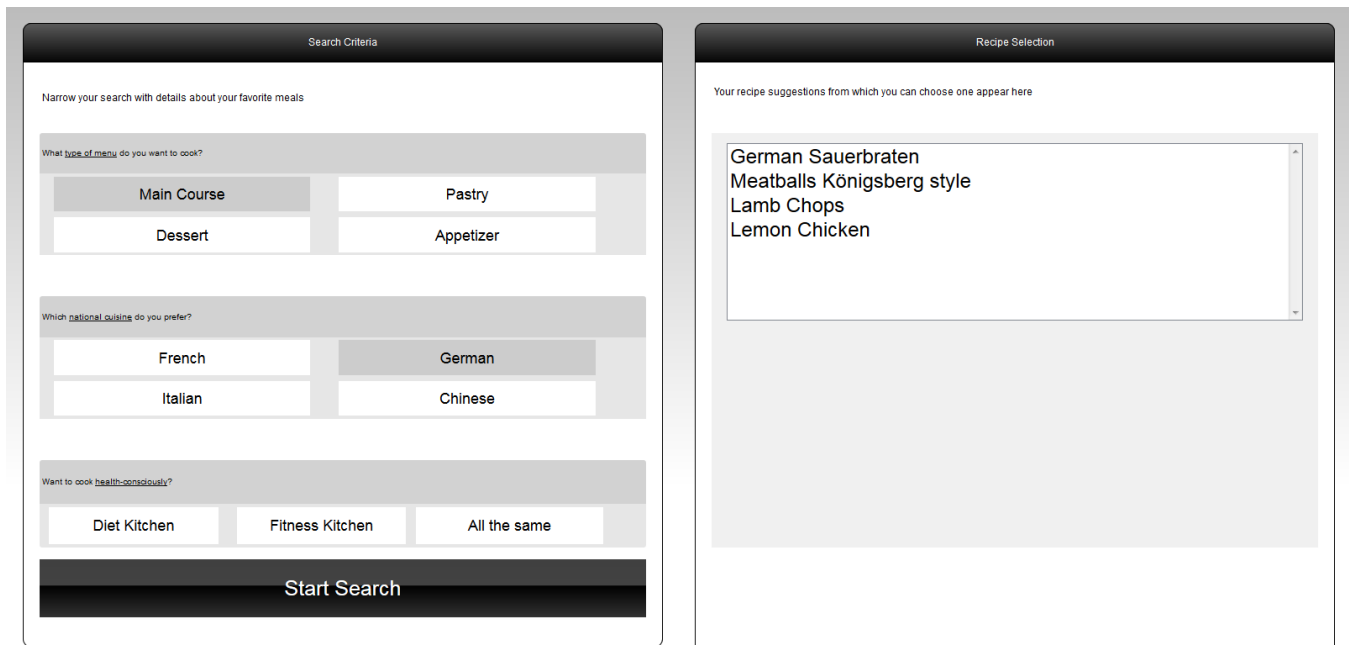 Search Criteria
Narrow your search with details about your favorite meals
What type of menu do you want to cook?
Main Course
Pastry
Dessert
Appetizer
Which national cuisine do you prefer?
French
German
Italian
Chinese
Want to cook health-consciously?
Diet Kitchen
Fitness Kitchen
All the same
Start Search
Recipe Selection
Your recipe suggestions from which you can choose one appear here
German Sauerbraten
Meatballs Königsberg style
Lamb Chops
Lemon Chicken